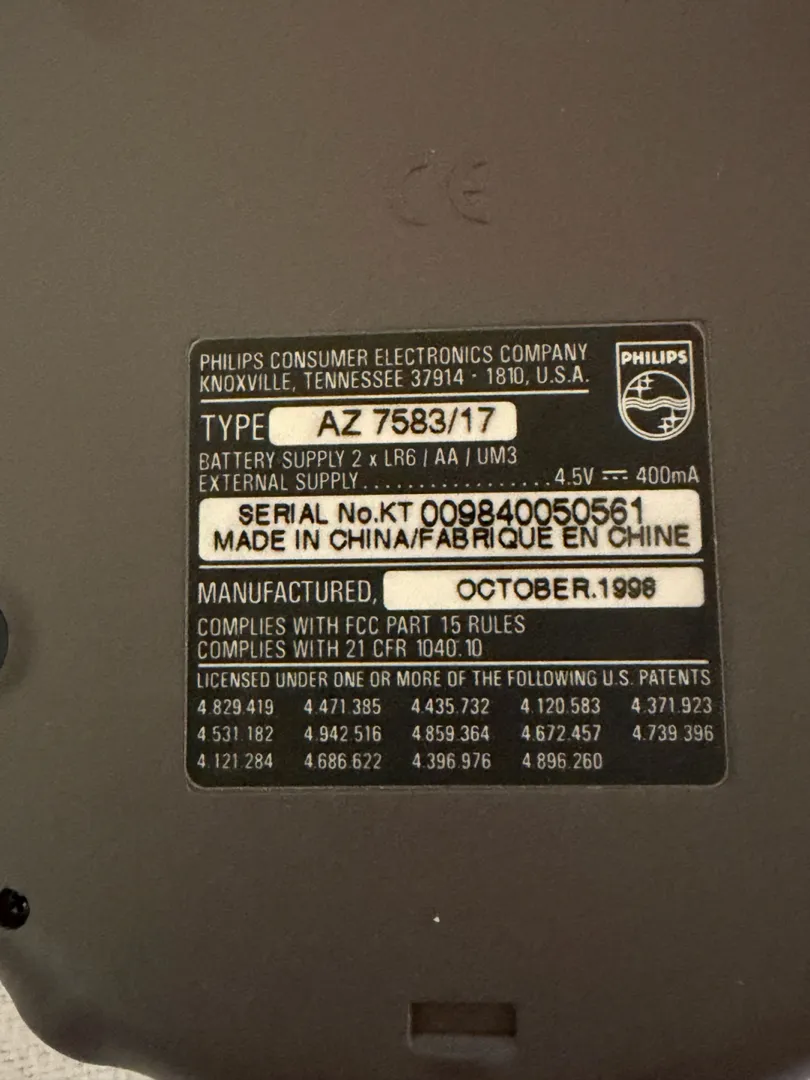 CE
PHILIPS CONSUMER ELECTRONICS COMPANY
KNOXVILLE, TENNESSEE 37914 - 1810, U.S.A.
PHILIPS
TYPE AZ 7583/17
BATTERY SUPPLY 2 x LR6 / AA / UM3
EXTERNAL SUPPLY.................4.5V ⎓ 400mA
SERIAL No.KT 009840050561
MADE IN CHINA/FABRIQUE EN CHINE
MANUFACTURED, OCTOBER.1998
COMPLIES WITH FCC PART 15 RULES
COMPLIES WITH 21 CFR 1040.10
LICENSED UNDER ONE OR MORE OF THE FOLLOWING U.S. PATENTS
4.829.419 4.471.385 4.435.732 4.120.583 4.371.923
4.531.182 4.942.516 4.859.364 4.672.457 4.739.396
4.121.284 4.686.622 4.396.976 4.896.260